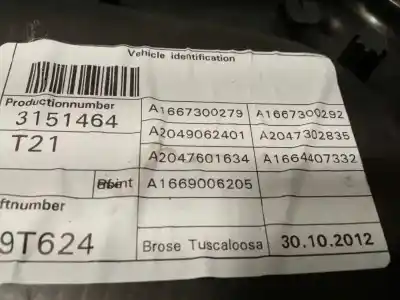 Vehicle identification
Productionnumber
3151464
T21
A1667300279 A1667300292
A2049062401 A2047302835
A2047601634 A1664407332
A1669006205
ftnumber
9T624
Brose Tuscaloosa 30.10.2012